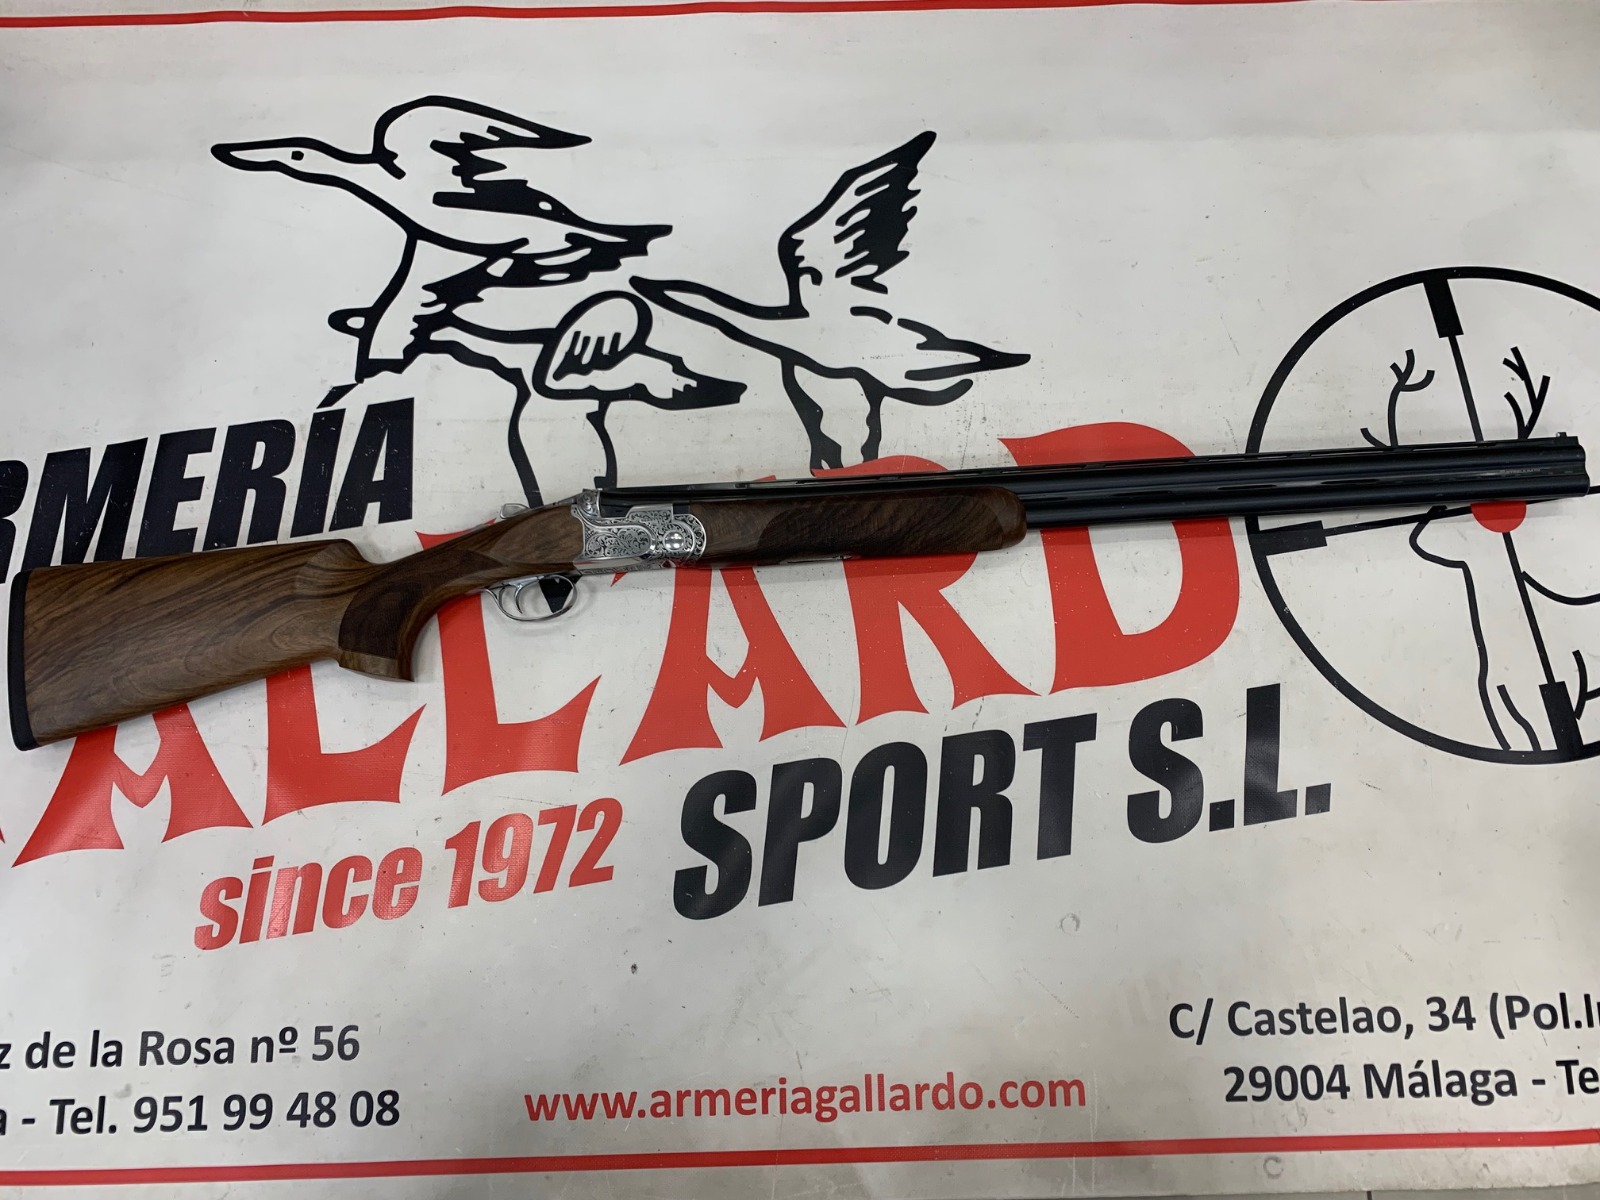 RMERÍA
ALLARDO
since 1972
SPORT S.L.
z de la Rosa nº 56
a - Tel. 951 99 48 08
www.armeriagallardo.com
C/ Castelao, 34 (Pol.I
29004 Málaga - Te